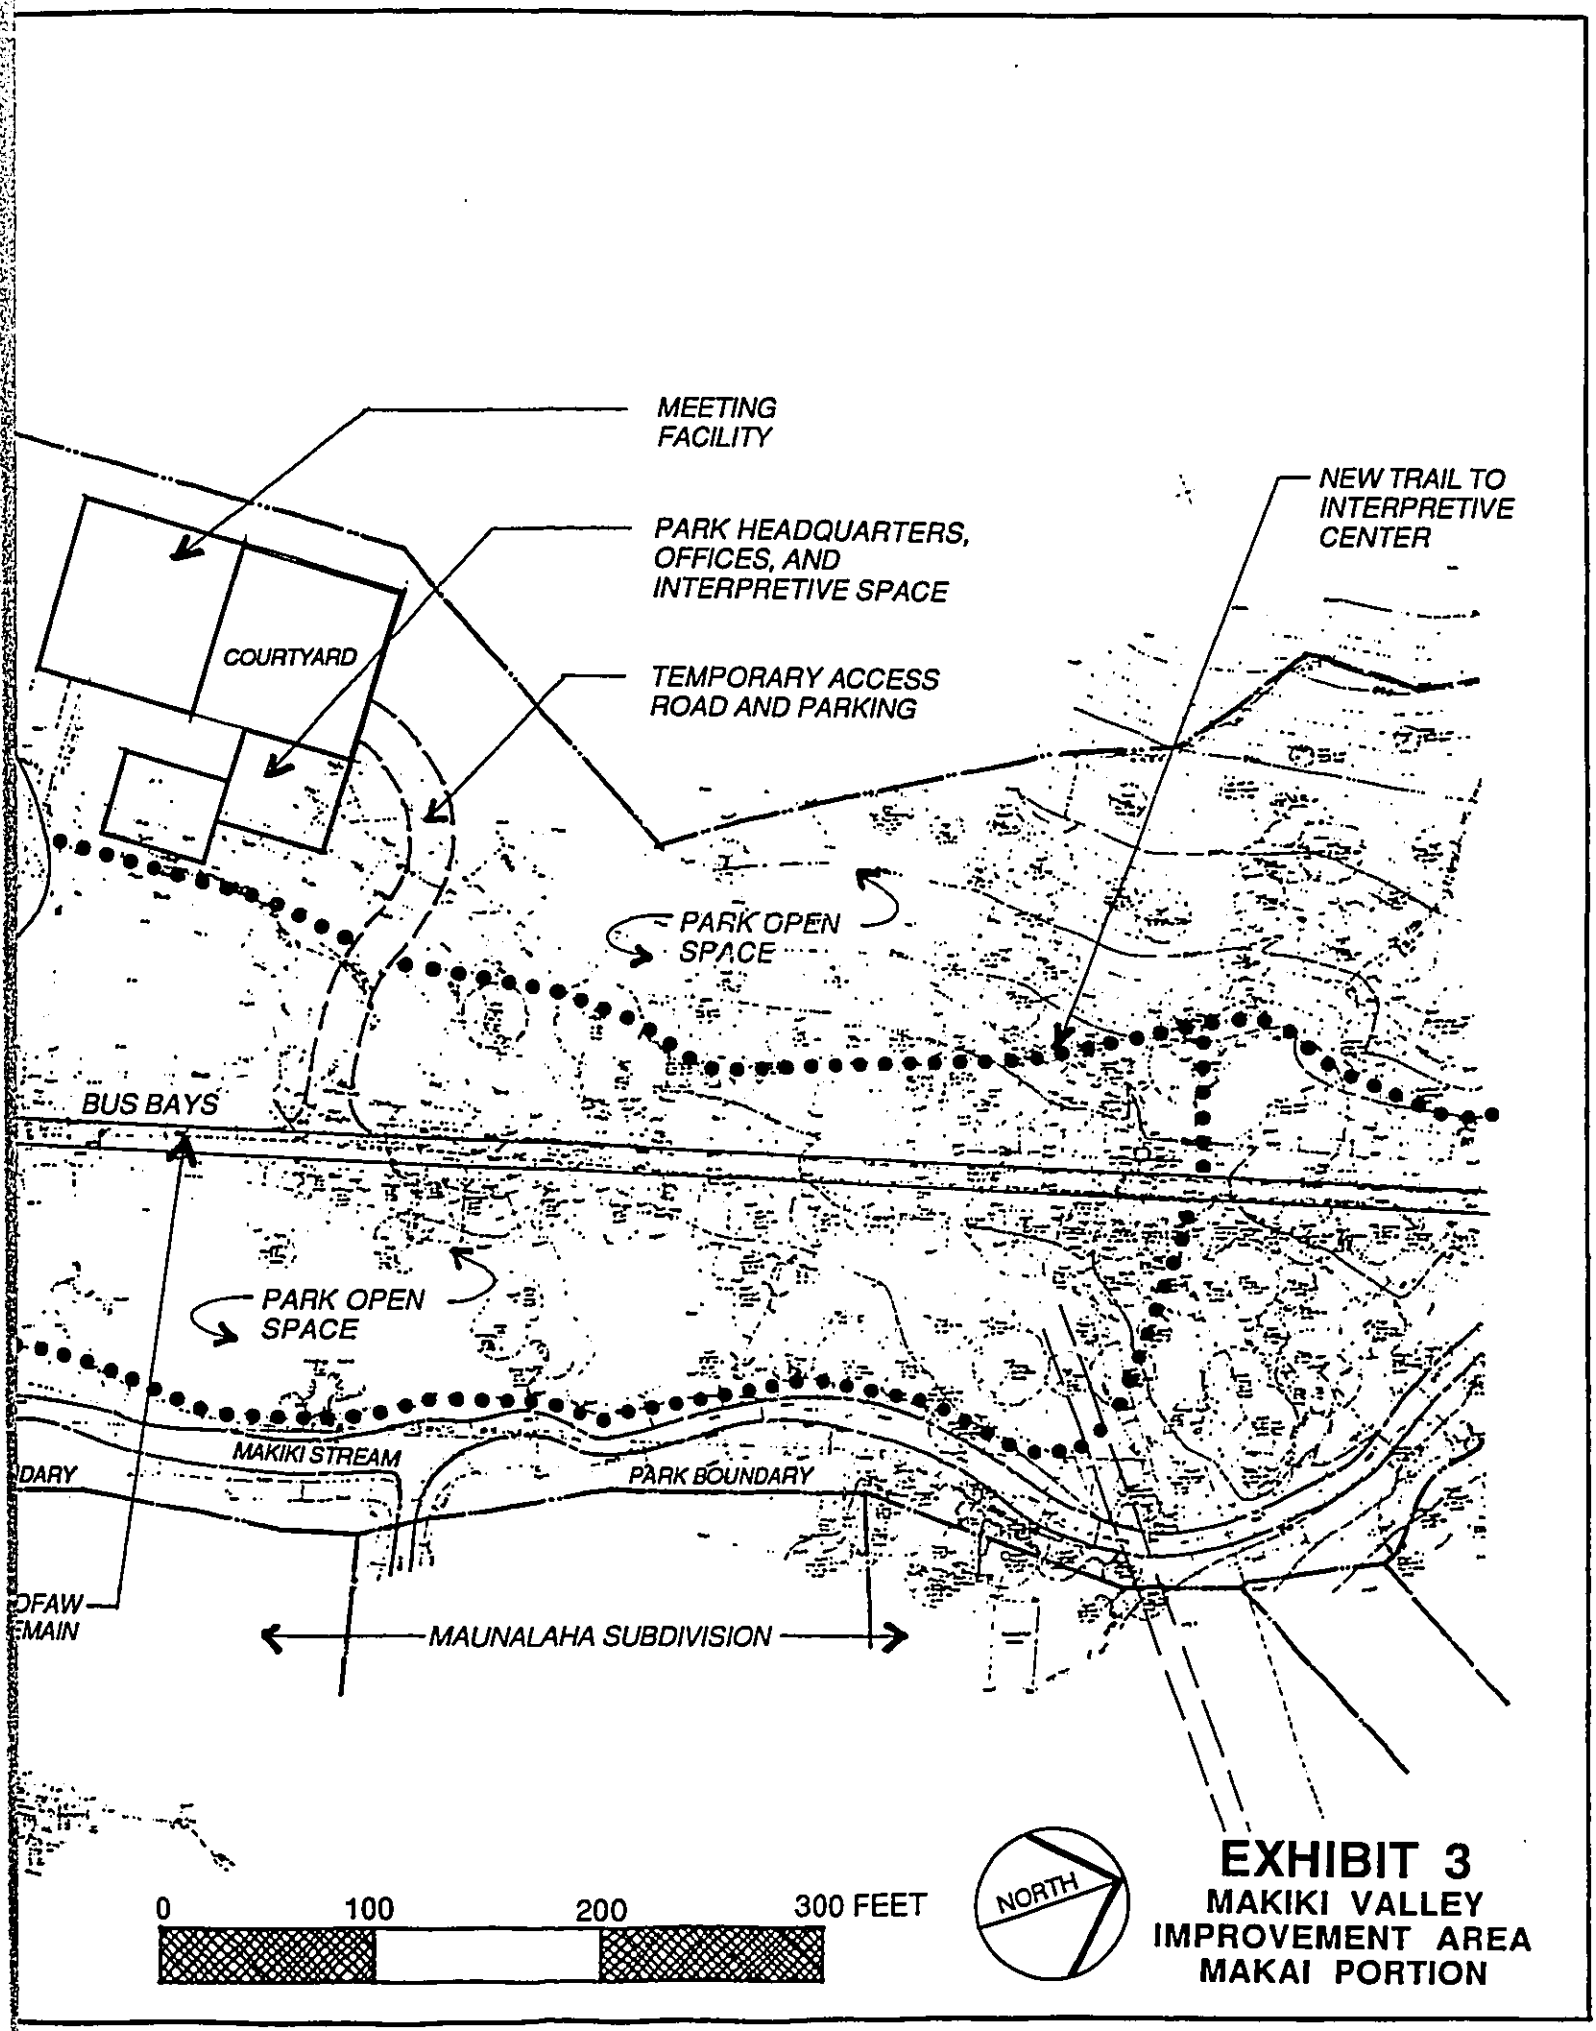 MEETING
FACILITY
NEW TRAIL TO
INTERPRETIVE
CENTER
PARK HEADQUARTERS,
OFFICES, AND
INTERPRETIVE SPACE
COURTYARD
TEMPORARY ACCESS
ROAD AND PARKING
PARK OPEN
SPACE
BUS BAYS
PARK OPEN
SPACE
MAKIKI STREAM
DARY
PARK BOUNDARY
OFAW
MAIN
MAUNALAHA SUBDIVISION
0 100 200 300 FEET
NORTH
EXHIBIT 3
MAKIKI VALLEY
IMPROVEMENT AREA
MAKAI PORTION